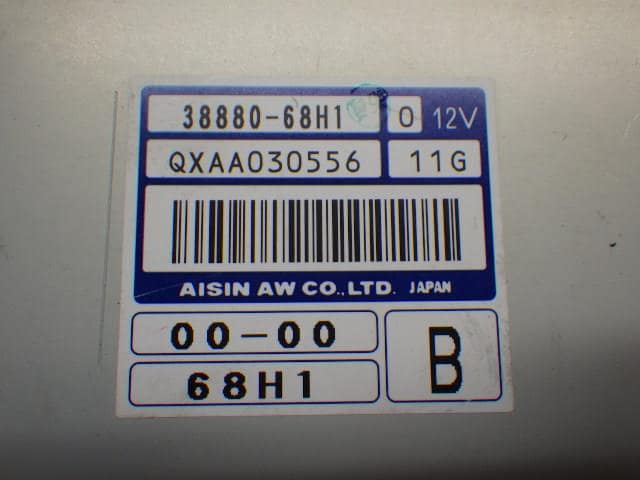 38880-68H1 0 12V
QXAA030556 11G
AISIN AW CO.,LTD. JAPAN
00-00
68H1
B